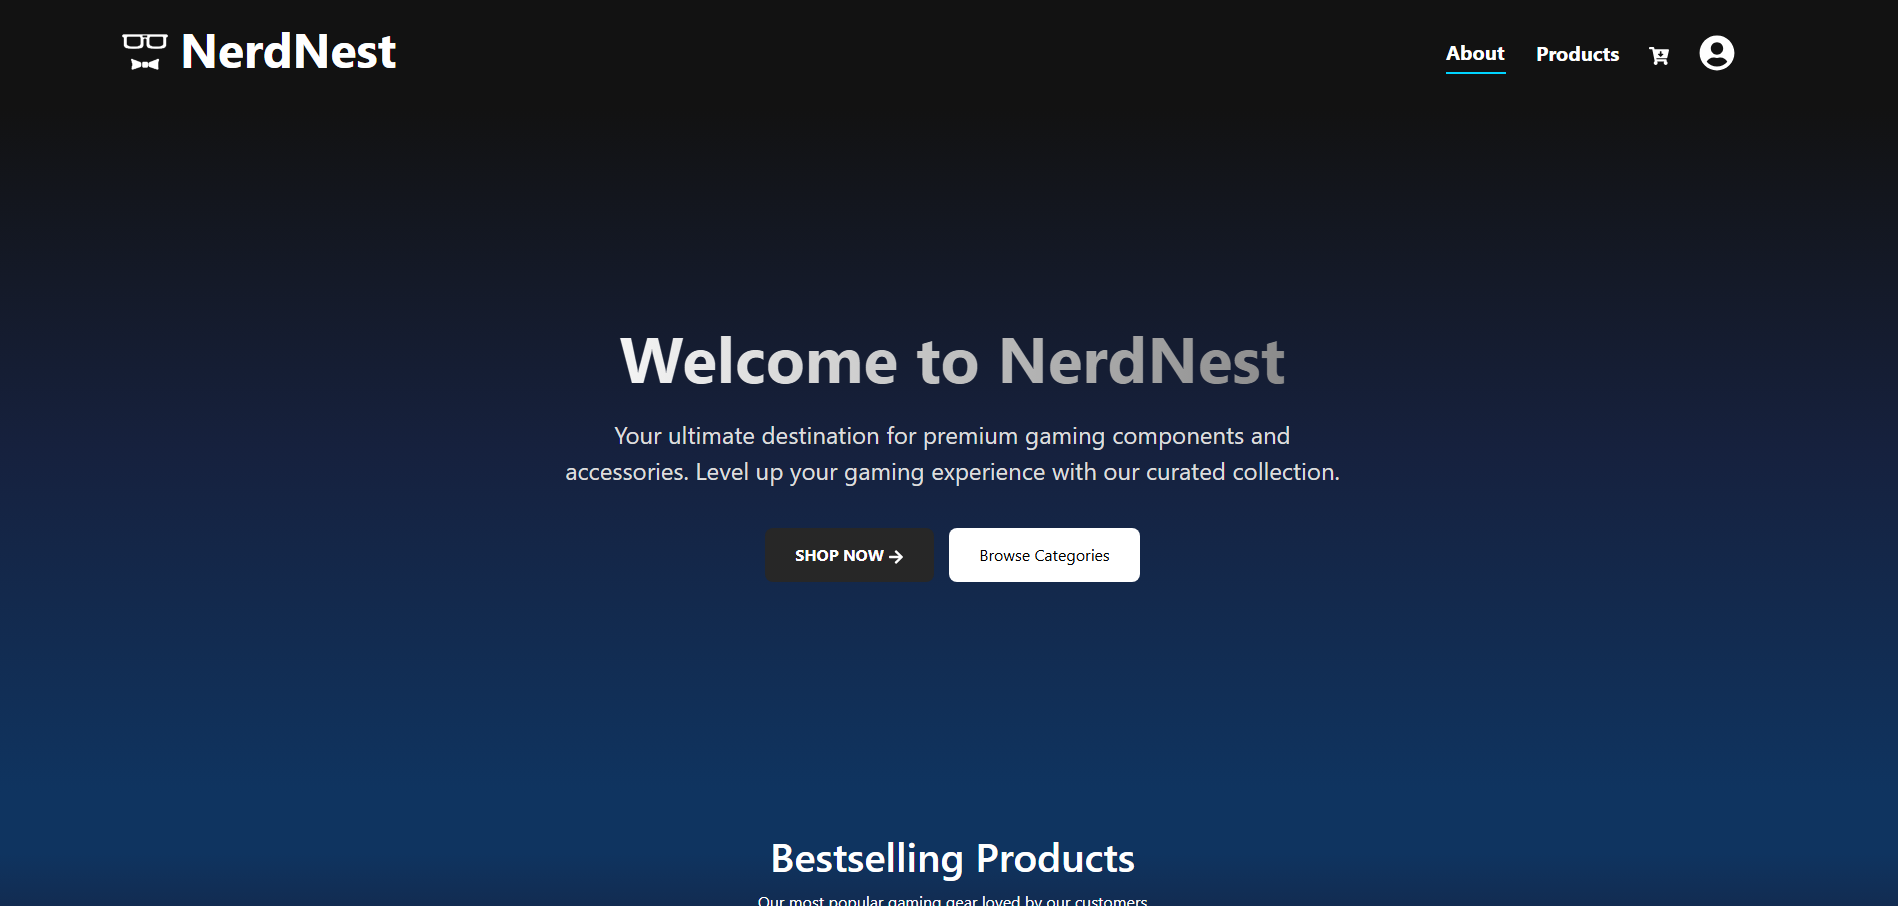 NerdNest
About
Products
Welcome to NerdNest
Your ultimate destination for premium gaming components and
accessories. Level up your gaming experience with our curated collection.
SHOP NOW →
Browse Categories
Bestselling Products
Our most popular gaming gear loved by our customers